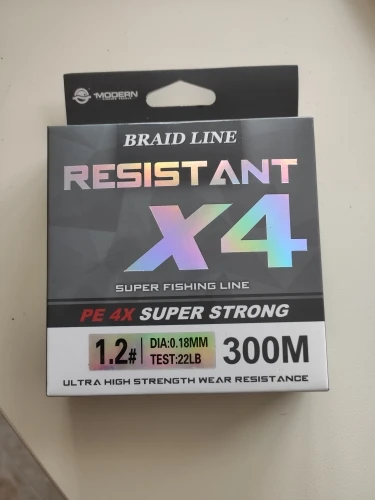 MODERN
BRAID LINE
RESISTANT
X4
SUPER FISHING LINE
PE 4X SUPER STRONG
1.2# DIA:0.18MM
TEST:22LB
300M
ULTRA HIGH STRENGTH WEAR RESISTANCE